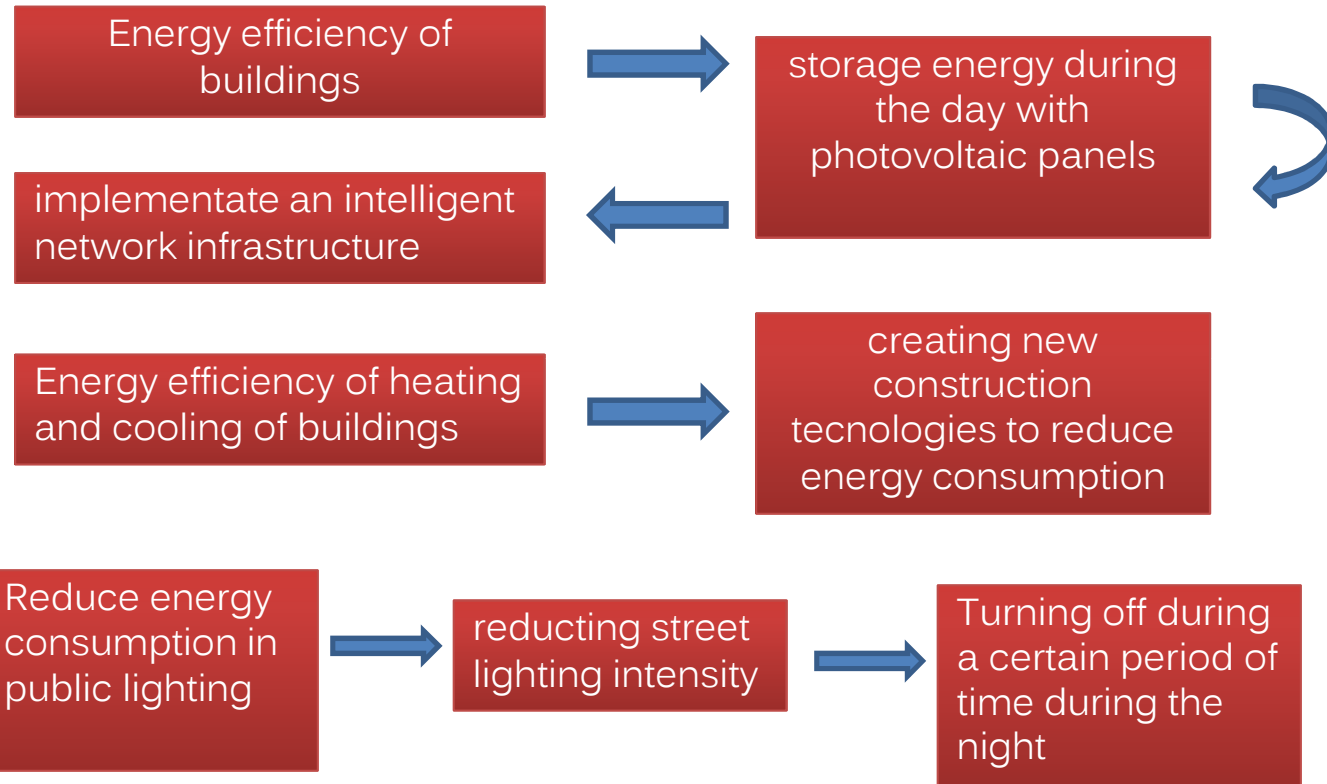 Energy efficiency of
buildings
storage energy during
the day with
photovoltaic panels
implementate an intelligent
network infrastructure
Energy efficiency of heating
and cooling of buildings
creating new
construction
tecnologies to reduce
energy consumption
Reduce energy
consumption in
public lighting
reducting street
lighting intensity
Turning off during
a certain period of
time during the
night